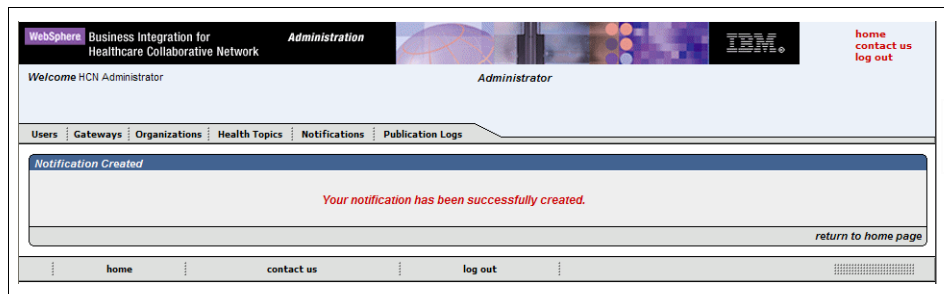 WebSphere Business Integration for Administration IBM home
Healthcare Collaborative Network contact us
log out
Welcome HCN Administrator Administrator
Users Gateways Organizations Health Topics Notifications Publication Logs
Notification Created
Your notification has been successfully created.
return to home page
home contact us log out